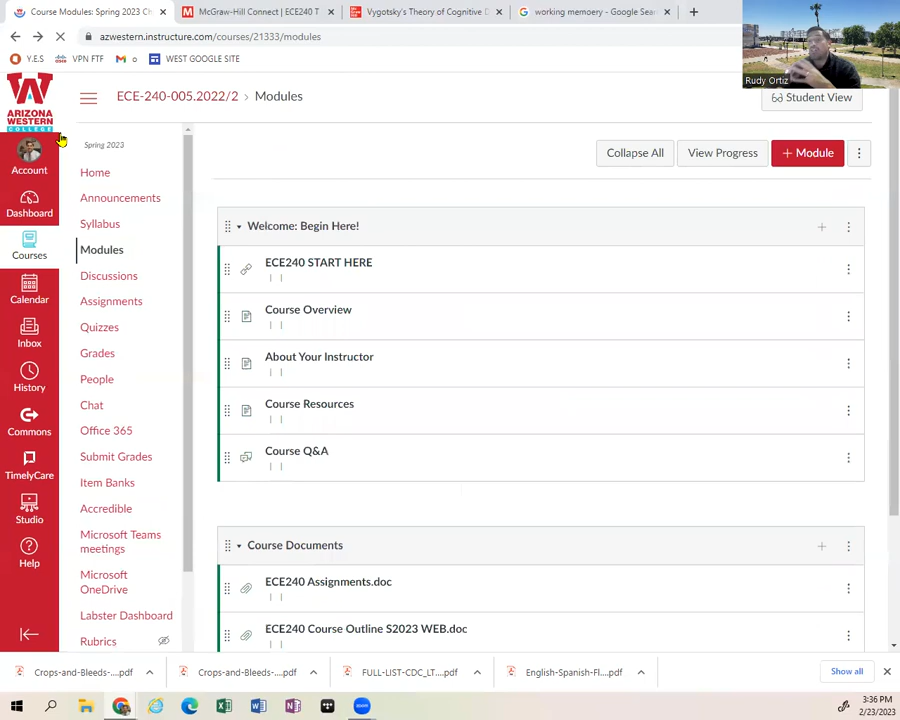 Course Modules: Spring 2023 Ch
McGraw-Hill Connect | ECE240 T
Vygotsky's Theory of Cognitive D
working memoery - Google Sear
azwestern.instructure.com/courses/21333/modules
Y.E.S
VPN FTF
o
WEST GOOGLE SITE
Rudy Ortiz
ARIZONA
WESTERN
COLLEGE
ECE-240-005.2022/2 > Modules
Student View
Spring 2023
Collapse All
View Progress
+ Module
Account
Dashboard
Courses
Calendar
Inbox
History
Commons
TimelyCare
Studio
Help
Home
Announcements
Syllabus
Modules
Discussions
Assignments
Quizzes
Grades
People
Chat
Office 365
Submit Grades
Item Banks
Accredible
Microsoft Teams
meetings
Microsoft
OneDrive
Labster Dashboard
Rubrics
Welcome: Begin Here!
ECE240 START HERE
Course Overview
About Your Instructor
Course Resources
Course Q&A
Course Documents
ECE240 Assignments.doc
ECE240 Course Outline S2023 WEB.doc
Crops-and-Bleeds-....pdf
Crops-and-Bleeds-....pdf
FULL-LIST-CDC_LT....pdf
English-Spanish-Fl....pdf
Show all
3:36 PM
2/23/2023